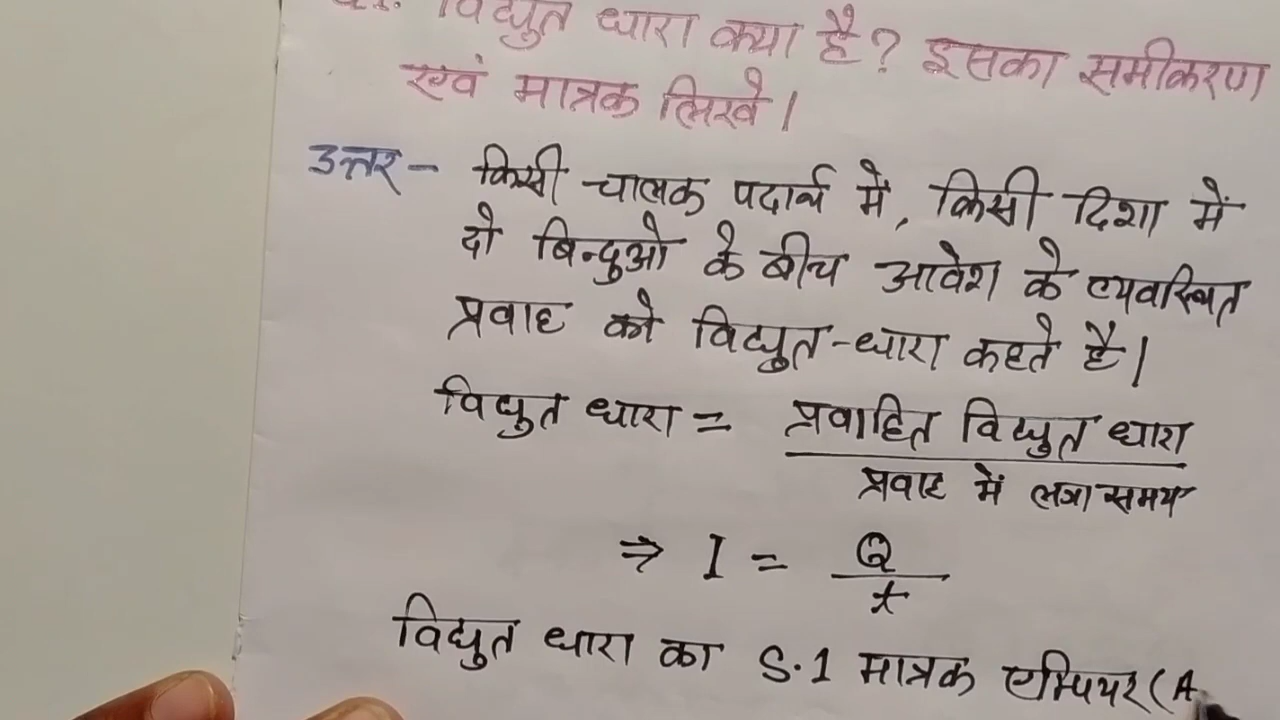 विद्युत धारा क्या है? इसका समीकरण
एवं मात्रक लिखे।
उत्तर- किसी चालक पदार्थ में, किसी दिशा में
दो बिन्दुओ के बीच आवेश के व्यवस्थित
प्रवाह को विद्युत-धारा कहते है।
विद्युत धारा = प्रवाहित विद्युत धारा
प्रवाह में लगा समय
⇒ I = Q
t
विद्युत धारा का S.1 मात्रक एम्पियर (A